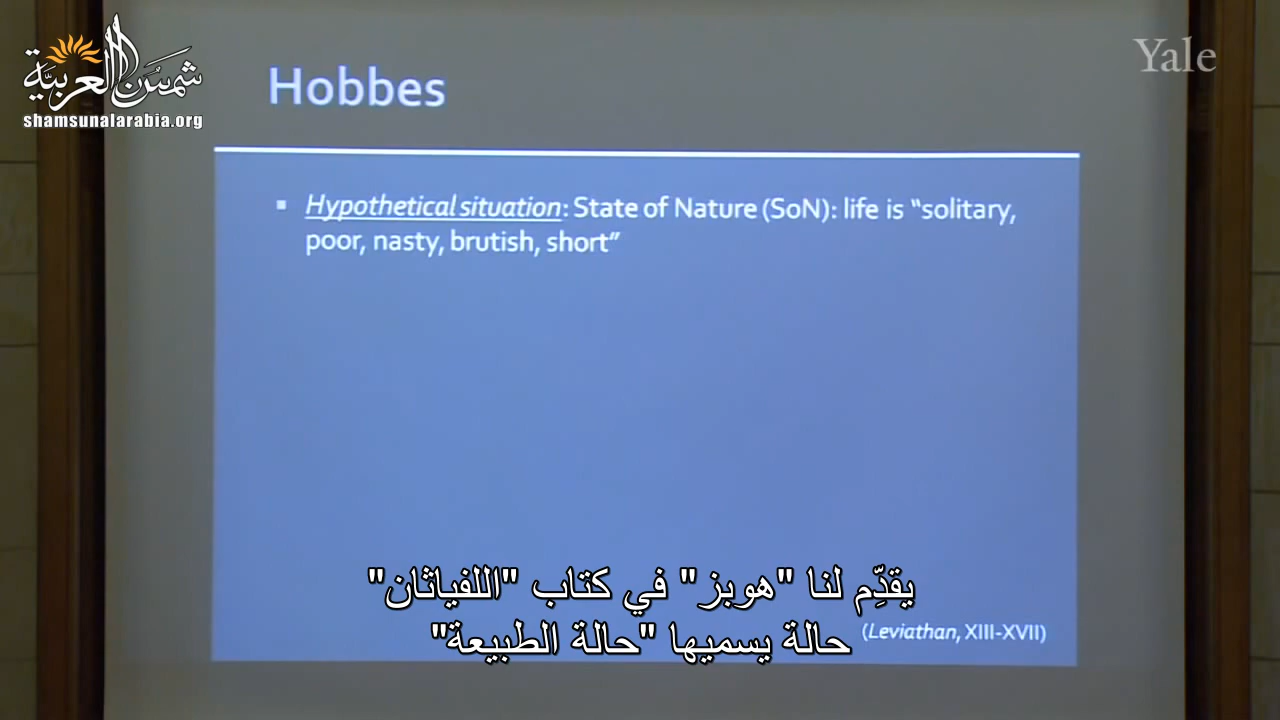 شمس العربية
shamsunalarabia.org
Yale
Hobbes
▪ Hypothetical situation: State of Nature (SoN): life is “solitary,
poor, nasty, brutish, short”
يقدِّم لنا "هوبز" في كتاب "اللفياثان"
حالة يسميها "حالة الطبيعة"
(Leviathan, XIII-XVII)